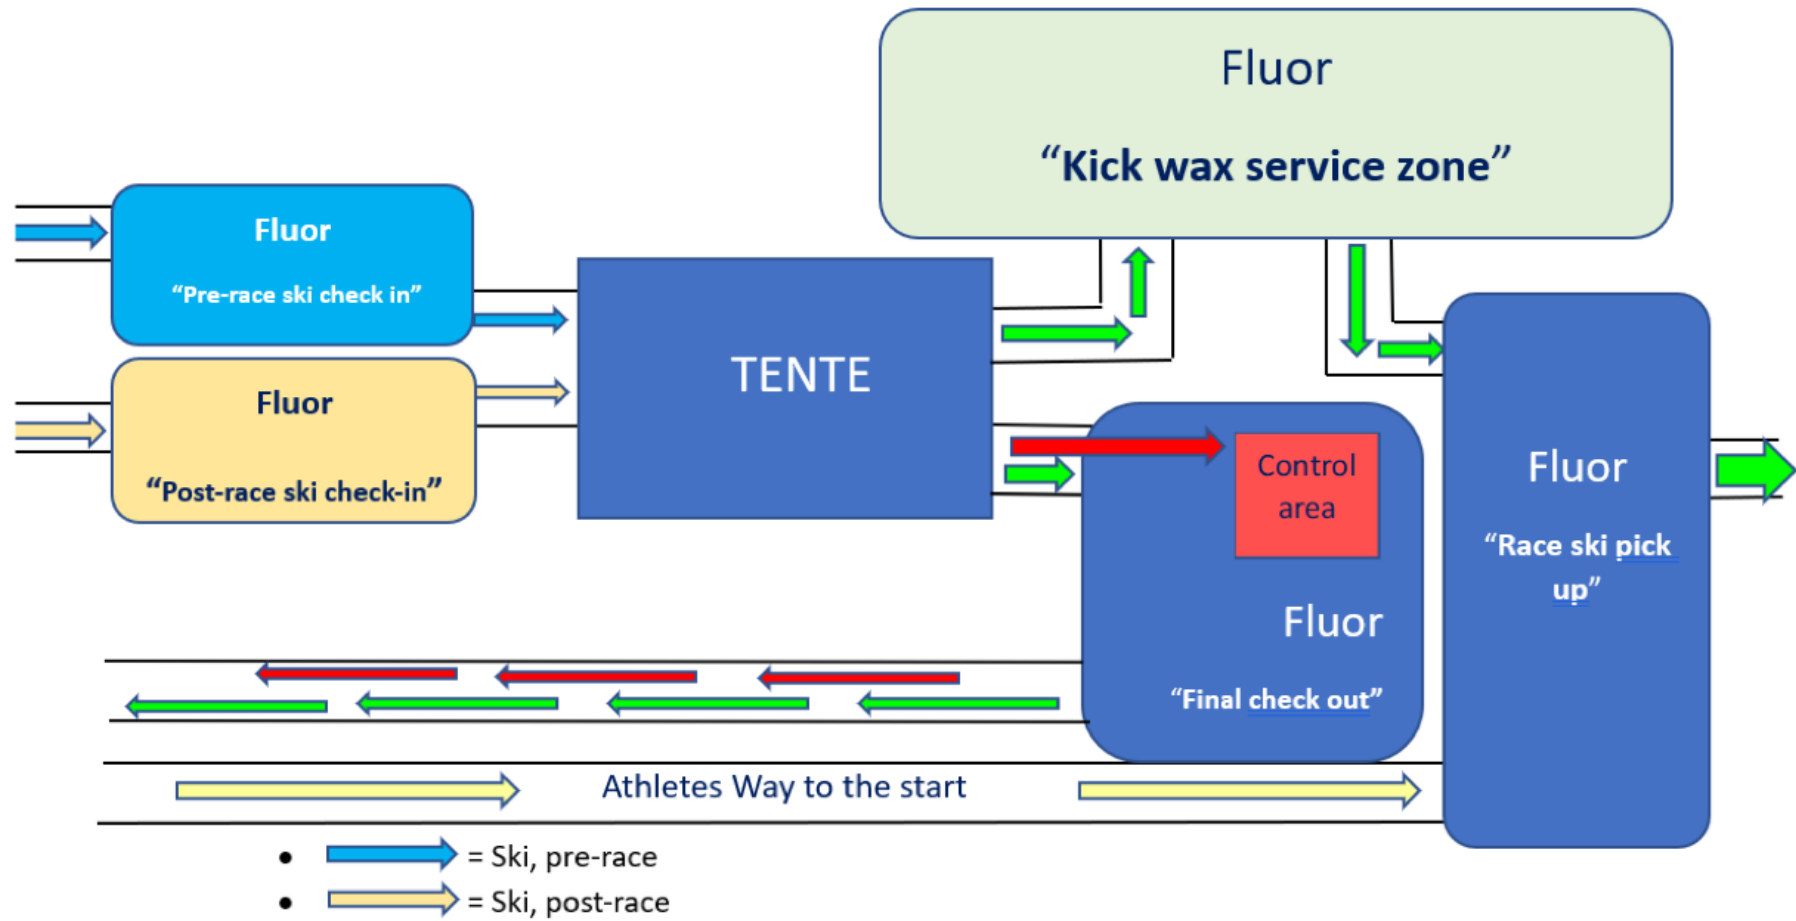 Fluor
“Kick wax service zone”
Fluor
“Pre-race ski check in”
Fluor
“Post-race ski check-in”
TENTE
Control
area
Fluor
“Final check out”
Fluor
“Race ski pick
up”
Athletes Way to the start
= Ski, pre-race
= Ski, post-race